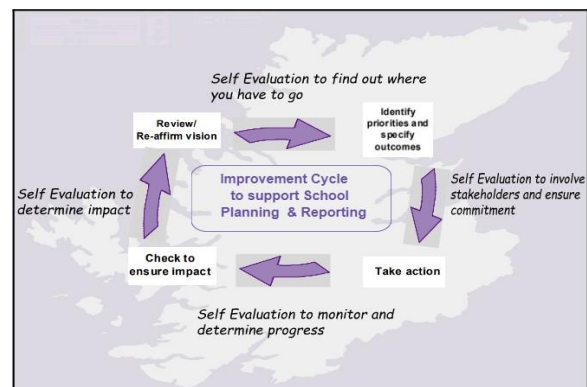 Self Evaluation to find out where
you have to go
Review/
Re-affirm vision
Identify
priorities and
specify
outcomes
Self Evaluation to
determine impact
Improvement Cycle
to support School
Planning & Reporting
Self Evaluation to involve
stakeholders and ensure
commitment
Check to
ensure impact
Take action
Self Evaluation to monitor and
determine progress